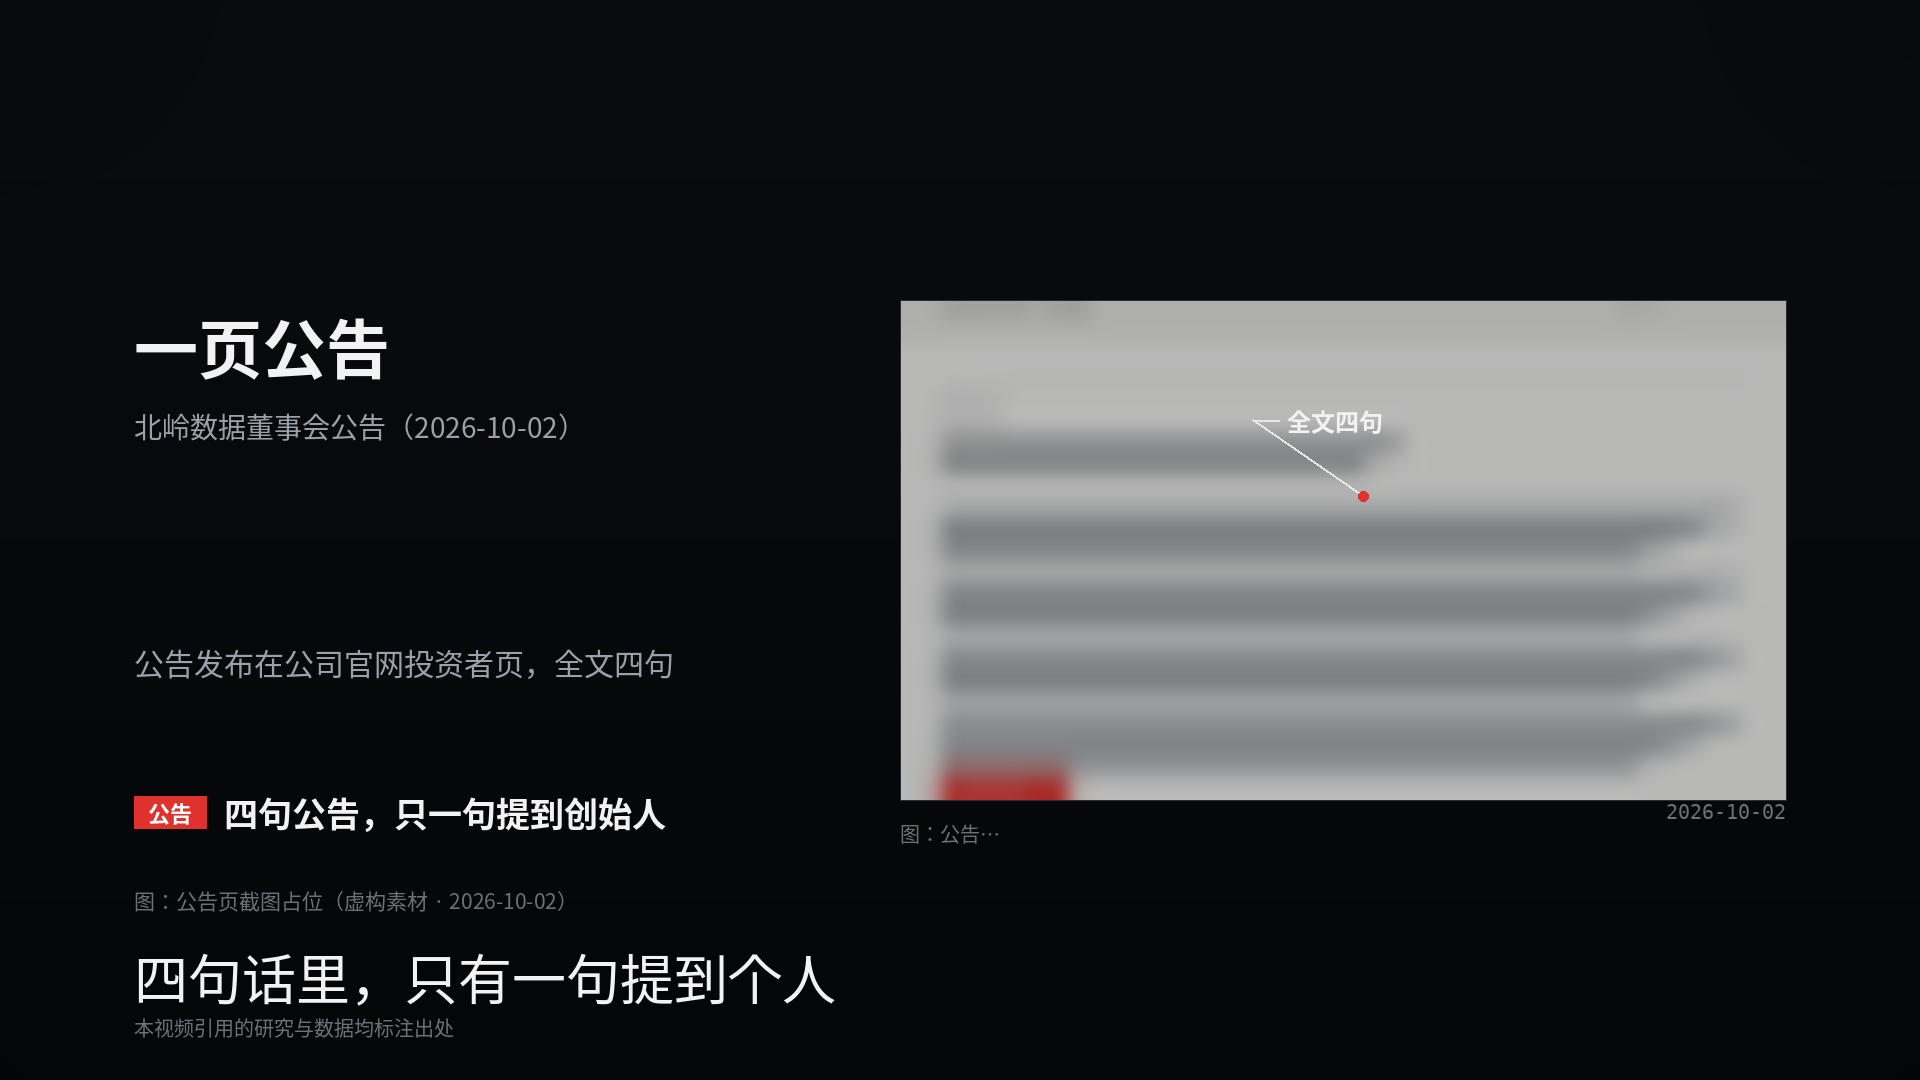 一页公告
北岭数据董事会公告（2026-10-02）
全文四句
公告发布在公司官网投资者页，全文四句
公告 四句公告，只一句提到创始人
2026-10-02
图：公告…
图：公告页截图占位（虚构素材 · 2026-10-02）
四句话里，只有一句提到个人
本视频引用的研究与数据均标注出处